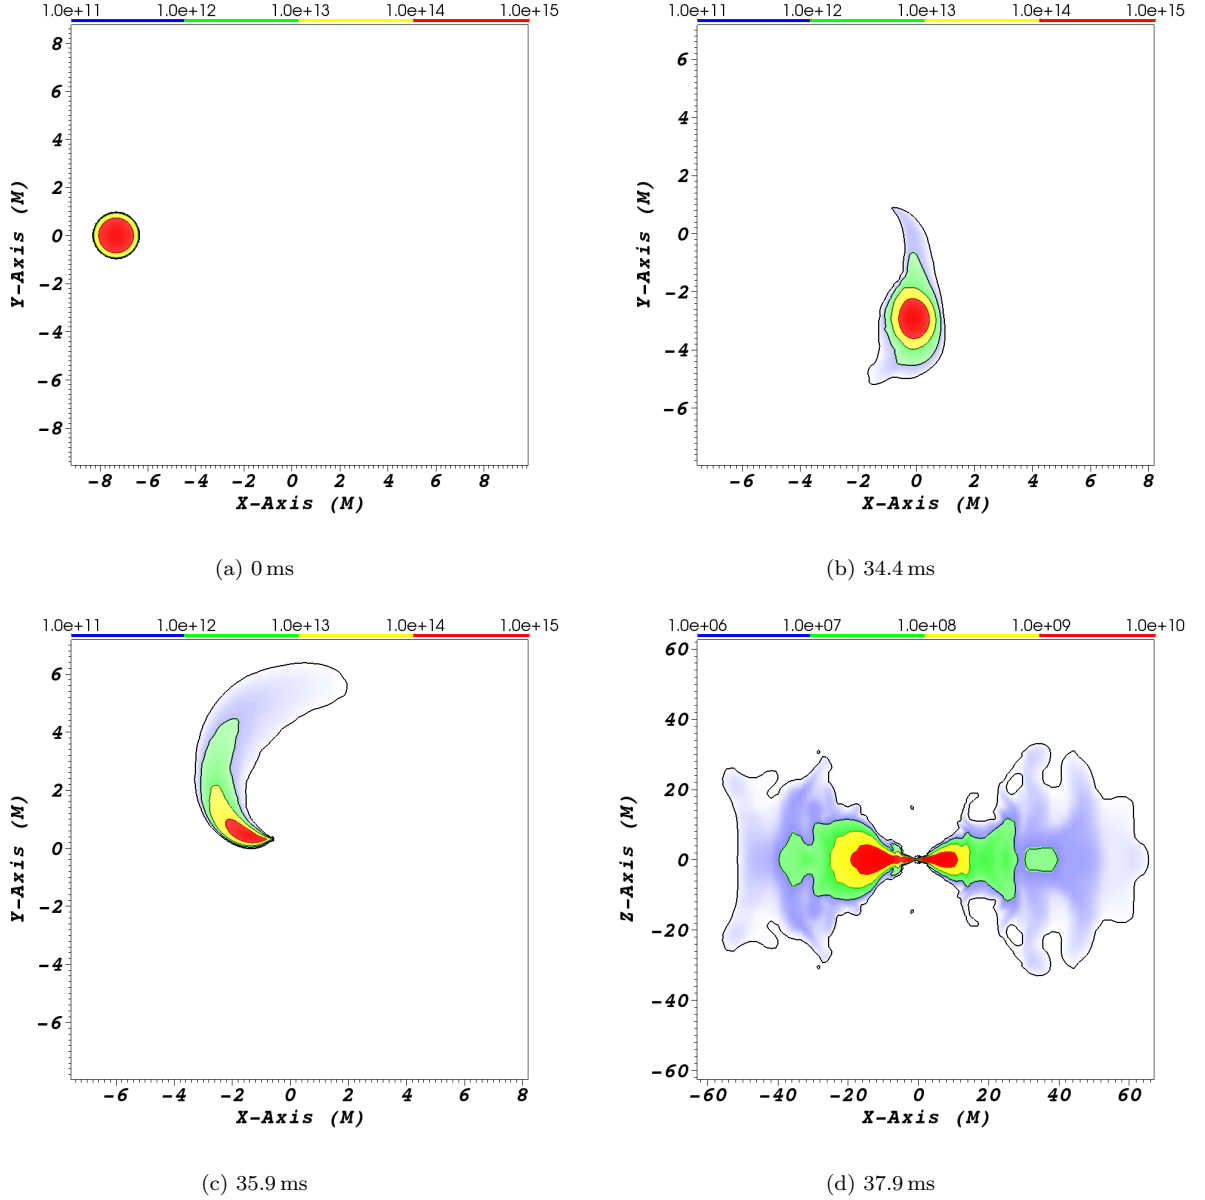 1.0e+11 1.0e+12 1.0e+13 1.0e+14 1.0e+15
8
6
4
2
0
-2
-4
-6
-8
Y-Axis (M)
-8 -6 -4 -2 0 2 4 6 8
X-Axis (M)
(a) 0 ms
1.0e+11 1.0e+12 1.0e+13 1.0e+14 1.0e+15
6
4
2
0
-2
-4
-6
Y-Axis (M)
-6 -4 -2 0 2 4 6 8
X-Axis (M)
(b) 34.4 ms
1.0e+11 1.0e+12 1.0e+13 1.0e+14 1.0e+15
6
4
2
0
-2
-4
-6
Y-Axis (M)
-6 -4 -2 0 2 4 6 8
X-Axis (M)
(c) 35.9 ms
1.0e+06 1.0e+07 1.0e+08 1.0e+09 1.0e+10
60
40
20
0
-20
-40
-60
Z-Axis (M)
-60 -40 -20 0 20 40 60
X-Axis (M)
(d) 37.9 ms